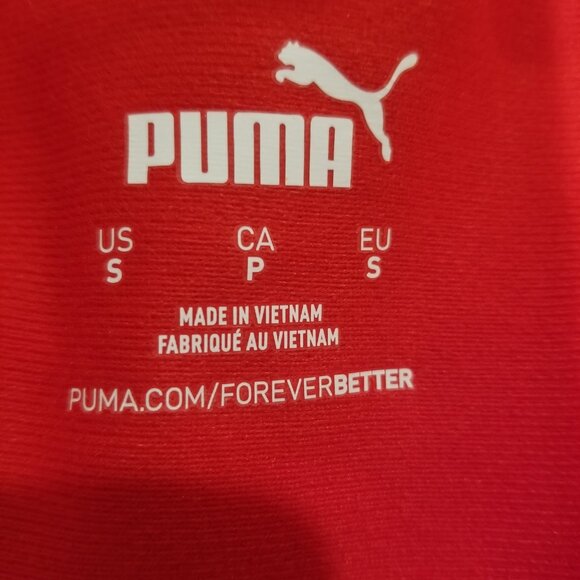 PUMA
US CA EU
S P S
MADE IN VIETNAM
FABRIQUÉ AU VIETNAM
PUMA.COM/FOREVERBETTER